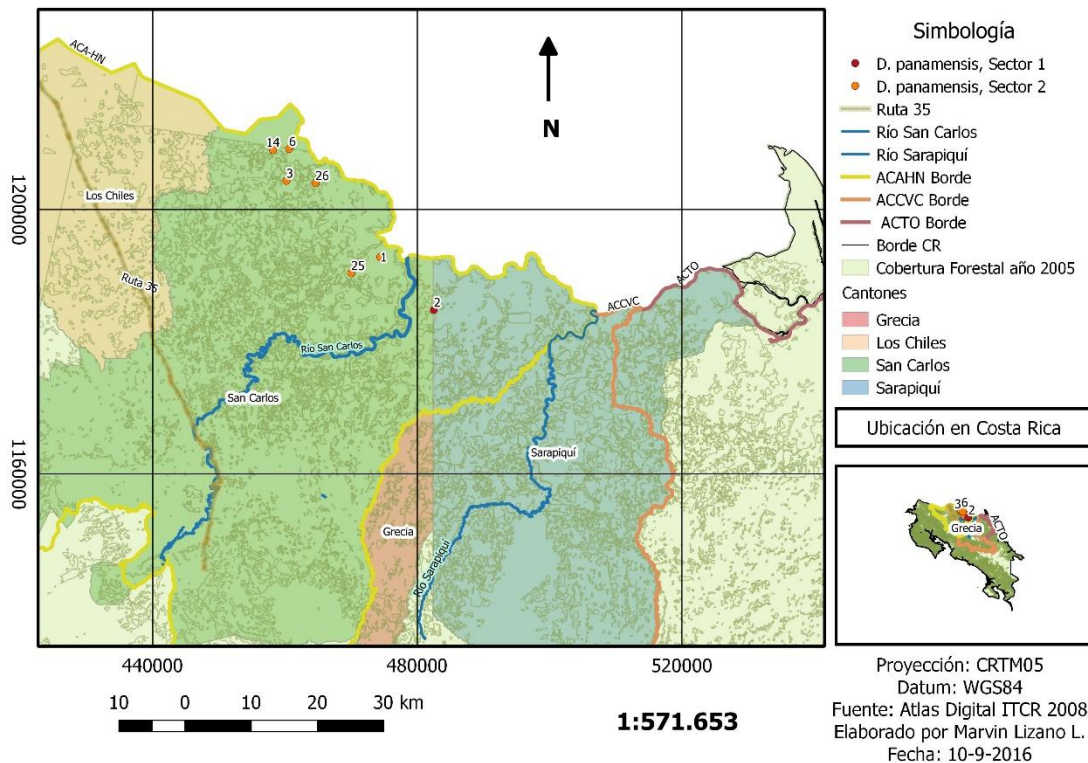 ACA-HN
N
14
6
3
26
Los Chiles
1
25
2
Ruta 35
ACCVC
ACTO
Río San Carlos
San Carlos
Sarapiquí
Grecia
Río Sarapiquí
1200000
1160000
440000
480000
520000
10 0 10 20 30 km
1:571.653
Simbología
D. panamensis, Sector 1
D. panamensis, Sector 2
Ruta 35
Río San Carlos
Río Sarapiquí
ACAHN Borde
ACCVC Borde
ACTO Borde
Borde CR
Cobertura Forestal año 2005
Cantones
Grecia
Los Chiles
San Carlos
Sarapiquí
Ubicación en Costa Rica
36
2
Grecia
ACTO
Proyección: CRTM05
Datum: WGS84
Fuente: Atlas Digital ITCR 2008
Elaborado por Marvin Lizano L.
Fecha: 10-9-2016